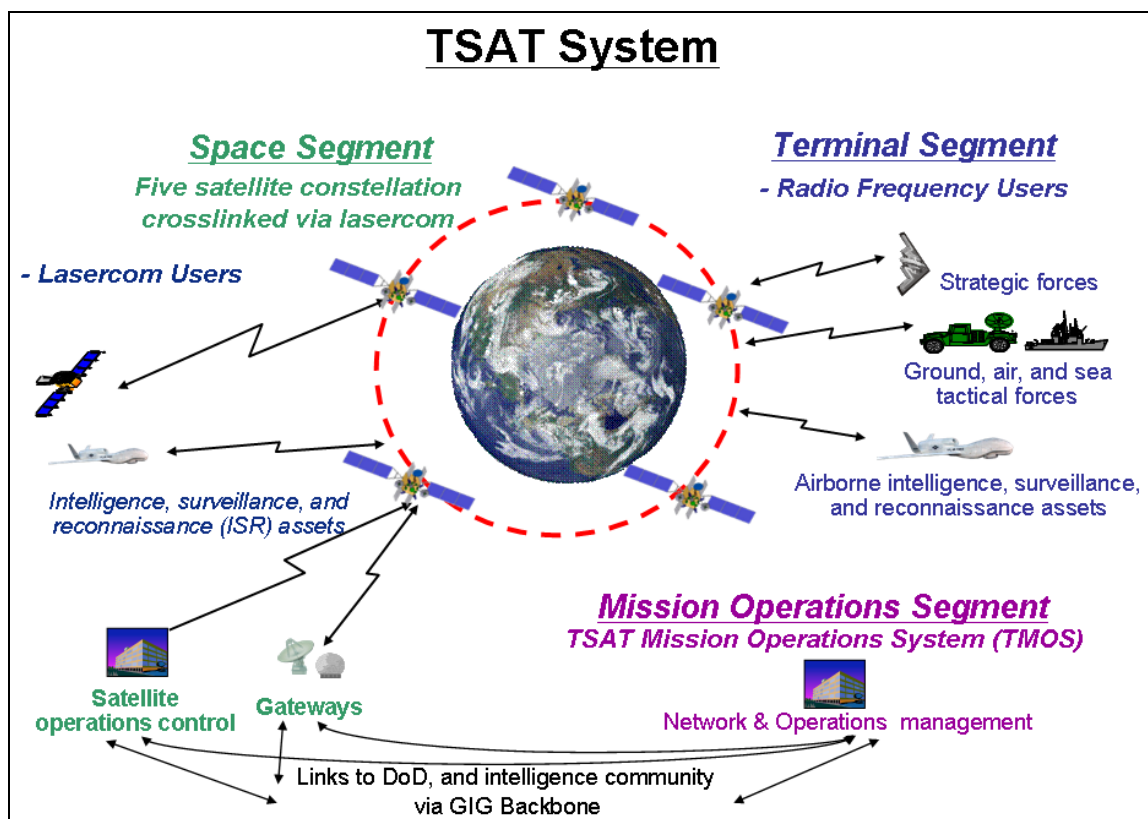 TSAT System
Space Segment
Five satellite constellation
crosslinked via lasercom
Terminal Segment
- Radio Frequency Users
- Lasercom Users
Strategic forces
Ground, air, and sea
tactical forces
Airborne intelligence, surveillance,
and reconnaissance assets
Intelligence, surveillance, and
reconnaissance (ISR) assets
Mission Operations Segment
TSAT Mission Operations System (TMOS)
Satellite
operations control
Gateways
Network & Operations management
Links to DoD, and intelligence community
via GIG Backbone